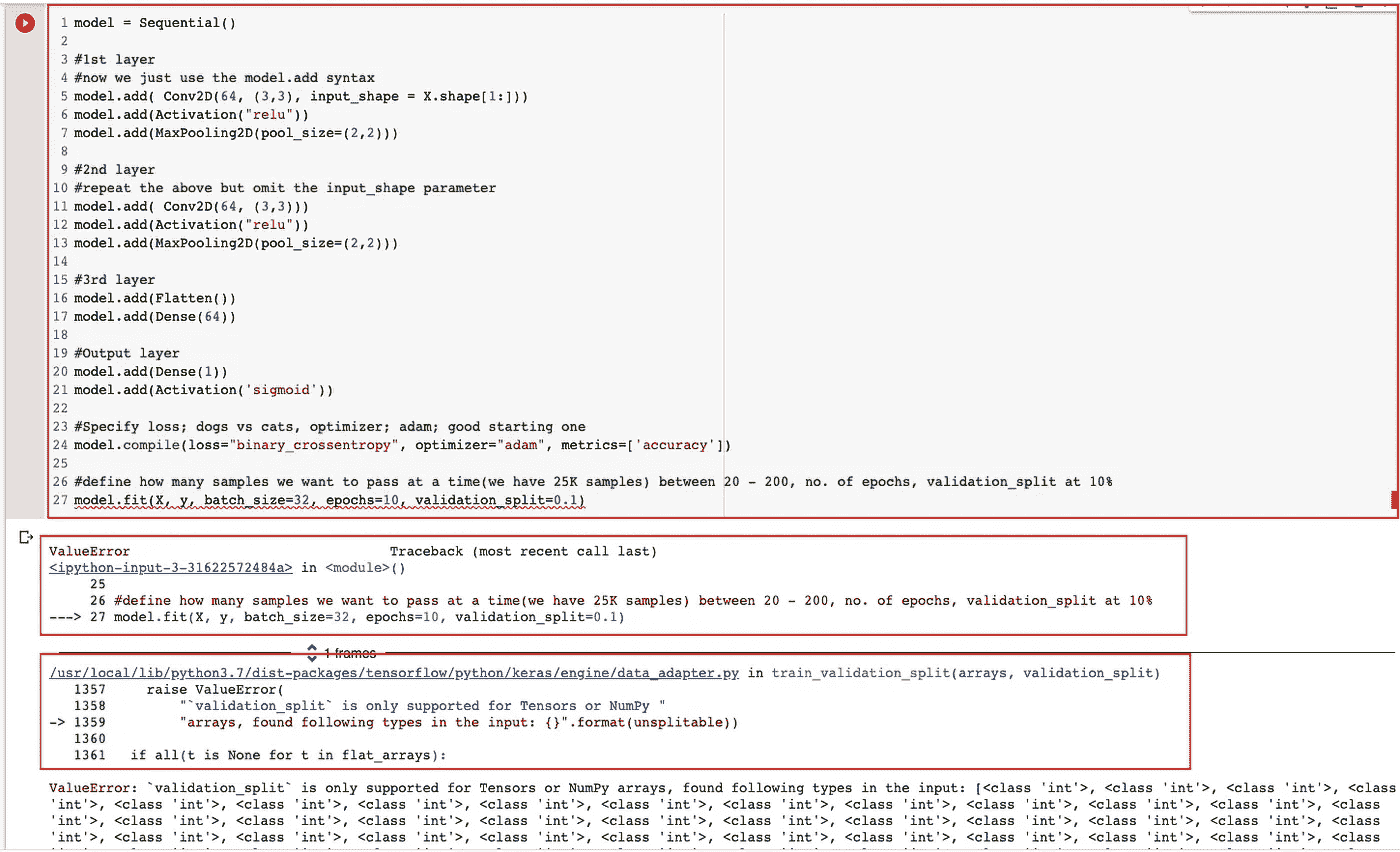 1 model = Sequential()
2
3 #1st layer
4 #now we just use the model.add syntax
5 model.add( Conv2D(64, (3,3), input_shape = X.shape[1:]))
6 model.add(Activation("relu"))
7 model.add(MaxPooling2D(pool_size=(2,2)))
8
9 #2nd layer
10 #repeat the above but omit the input_shape parameter
11 model.add( Conv2D(64, (3,3)))
12 model.add(Activation("relu"))
13 model.add(MaxPooling2D(pool_size=(2,2)))
14
15 #3rd layer
16 model.add(Flatten())
17 model.add(Dense(64))
18
19 #Output layer
20 model.add(Dense(1))
21 model.add(Activation('sigmoid'))
22
23 #Specify loss; dogs vs cats, optimizer; adam; good starting one
24 model.compile(loss="binary_crossentropy", optimizer="adam", metrics=['accuracy'])
25
26 #define how many samples we want to pass at a time(we have 25K samples) between 20 - 200, no. of epochs, validation_split at 10%
27 model.fit(X, y, batch_size=32, epochs=10, validation_split=0.1)
ValueError Traceback (most recent call last)
<ipython-input-3-31622572484a> in <module>()
25
26 #define how many samples we want to pass at a time(we have 25K samples) between 20 - 200, no. of epochs, validation_split at 10%
---> 27 model.fit(X, y, batch_size=32, epochs=10, validation_split=0.1)
1 frames
/usr/local/lib/python3.7/dist-packages/tensorflow/python/keras/engine/data_adapter.py in train_validation_split(arrays, validation_split)
1357 raise ValueError(
1358 "`validation_split` is only supported for Tensors or NumPy "
-> 1359 "arrays, found following types in the input: {}".format(unsplitable))
1360
1361 if all(t is None for t in flat_arrays):
ValueError: `validation_split` is only supported for Tensors or NumPy arrays, found following types in the input: [<class 'int'>, <class 'int'>, <class 'int'>, <class
'int'>, <class 'int'>, <class 'int'>, <class 'int'>, <class 'int'>, <class 'int'>, <class 'int'>, <class 'int'>, <class 'int'>, <class 'int'>, <class 'int'>, <class
'int'>, <class 'int'>, <class 'int'>, <class 'int'>, <class 'int'>, <class 'int'>, <class 'int'>, <class 'int'>, <class 'int'>, <class 'int'>, <class 'int'>, <class
'int'>, <class 'int'>, <class 'int'>, <class 'int'>, <class 'int'>, <class 'int'>, <class 'int'>, <class 'int'>, <class 'int'>, <class 'int'>, <class 'int'>, <class